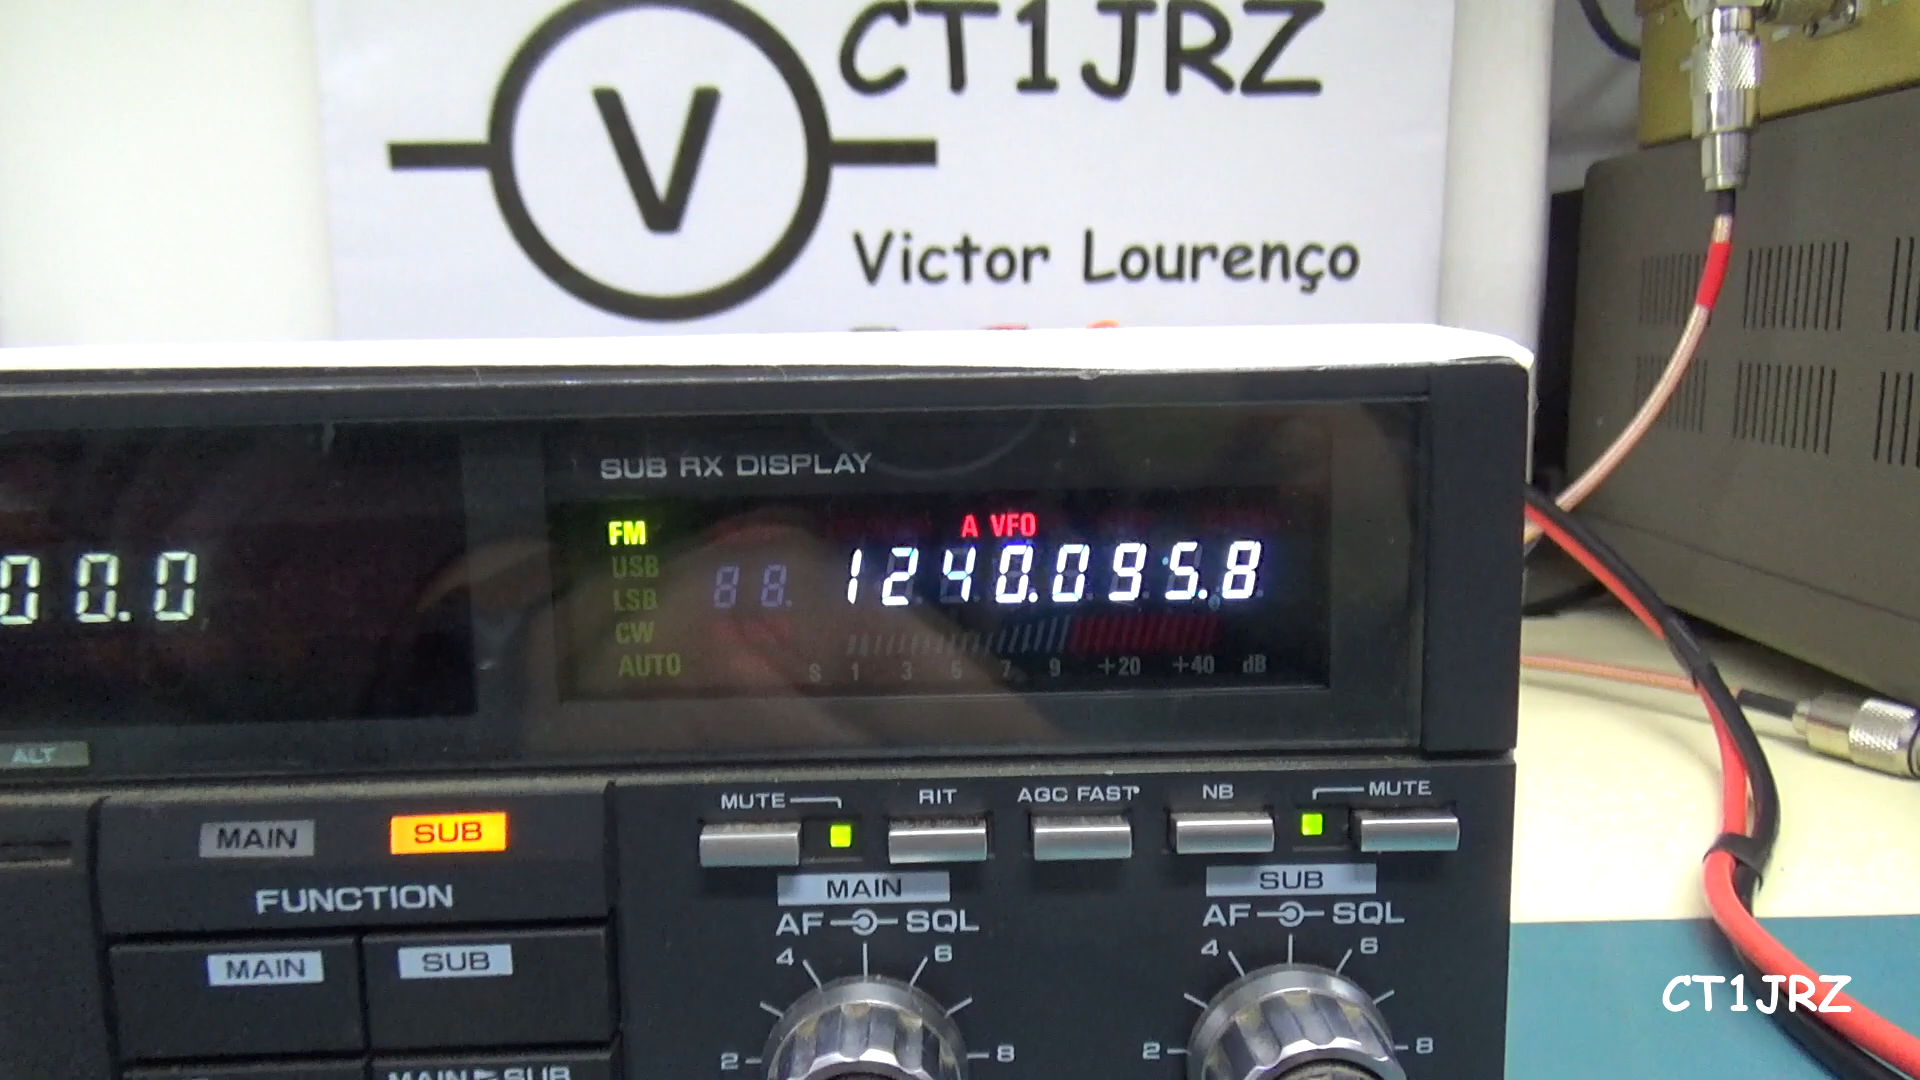 CT1JRZ
V
Victor Lourenço
SUB RX DISPLAY
FM
A VFO
USB
88.
1240.095.8
00.0
LSB
CW
AUTO
S 1 3 5 7 9 +20 +40 dB
ALT
MUTE RIT AGC FAST NB MUTE
MAIN SUB
MAIN SUB
FUNCTION
AF SQL AF SQL
4 6 4 6
MAIN SUB
CT1JRZ
2 8 2 8
MAIN ► SUB